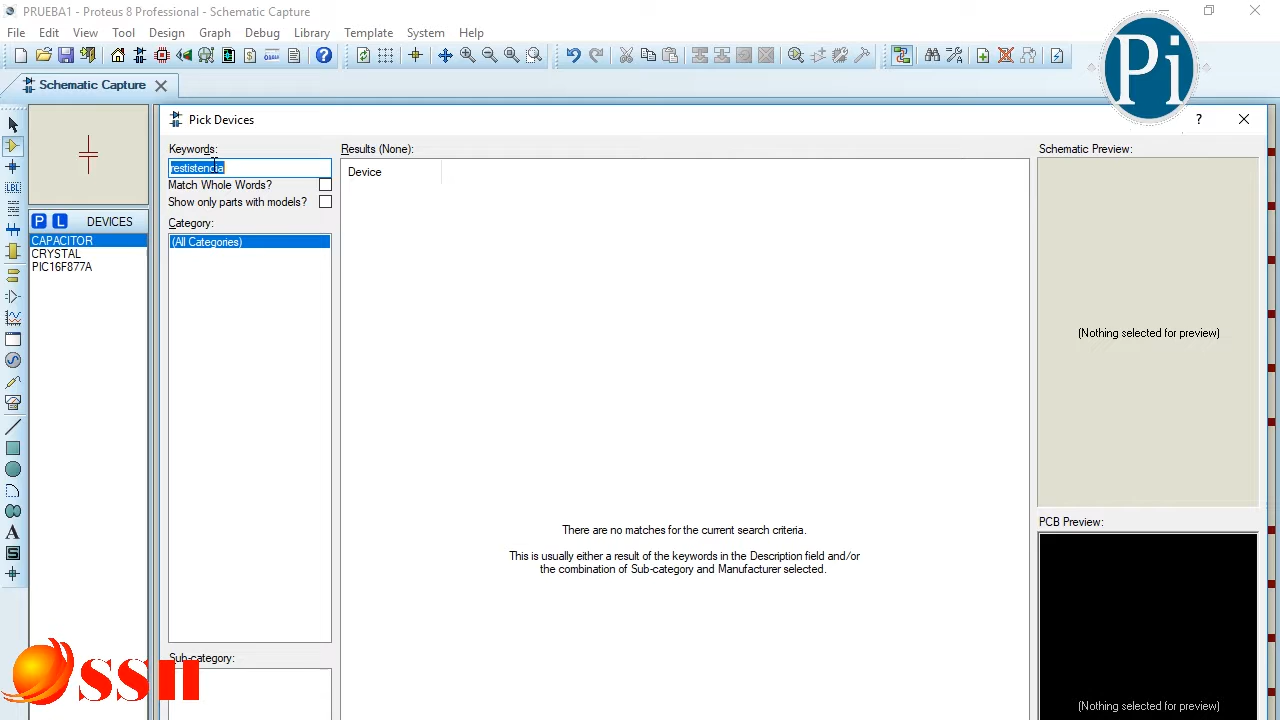 PRUEBA1 - Proteus 8 Professional - Schematic Capture
File Edit View Tool Design Graph Debug Library Template System Help
Schematic Capture
Pi
Pick Devices
Keywords:
restistencia
Match Whole Words?
Show only parts with models?
Category:
(All Categories)
Sub-category:
Results (None):
Device
There are no matches for the current search criteria.
This is usually either a result of the keywords in the Description field and/or
the combination of Sub-category and Manufacturer selected.
Schematic Preview:
(Nothing selected for preview)
PCB Preview:
(Nothing selected for preview)
P L DEVICES
CAPACITOR
CRYSTAL
PIC16F877A
LBL
A
S